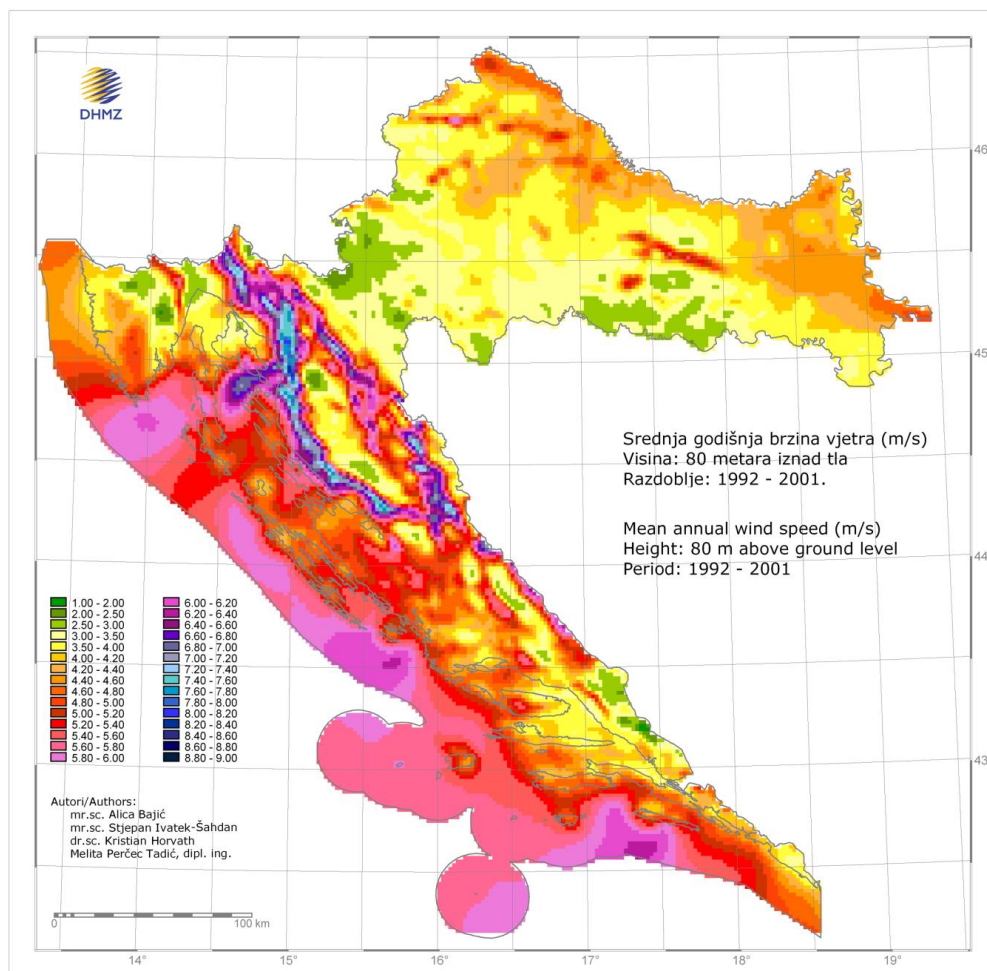 DHMZ
14°
15°
16°
17°
18°
19°
46
45
44
43
Srednja godišnja brzina vjetra (m/s)
Visina: 80 metara iznad tla
Razdoblje: 1992 - 2001.
Mean annual wind speed (m/s)
Height: 80 m above ground level
Period: 1992 - 2001
1.00 - 2.00
2.00 - 2.50
2.50 - 3.00
3.00 - 3.50
3.50 - 4.00
4.00 - 4.20
4.20 - 4.40
4.40 - 4.60
4.60 - 4.80
4.80 - 5.00
5.00 - 5.20
5.20 - 5.40
5.40 - 5.60
5.60 - 5.80
5.80 - 6.00
6.00 - 6.20
6.20 - 6.40
6.40 - 6.60
6.60 - 6.80
6.80 - 7.00
7.00 - 7.20
7.20 - 7.40
7.40 - 7.60
7.60 - 7.80
7.80 - 8.00
8.00 - 8.20
8.20 - 8.40
8.40 - 8.60
8.60 - 8.80
8.80 - 9.00
Autori/Authors:
mr.sc. Alica Bajić
mr.sc. Stjepan Ivatek-Šahdan
dr.sc. Kristian Horvath
Melita Perčec Tadić, dipl. ing.
0 100 km
14°
15°
16°
17°
18°
19°